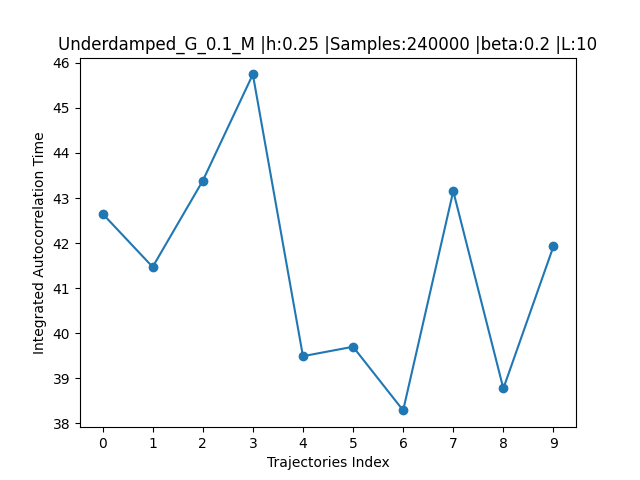 Underdamped_G_0.1_M |h:0.25 |Samples:240000 |beta:0.2 |L:10
46
45
44
43
42
41
40
39
38
Integrated Autocorrelation Time
0 1 2 3 4 5 6 7 8 9
Trajectories Index